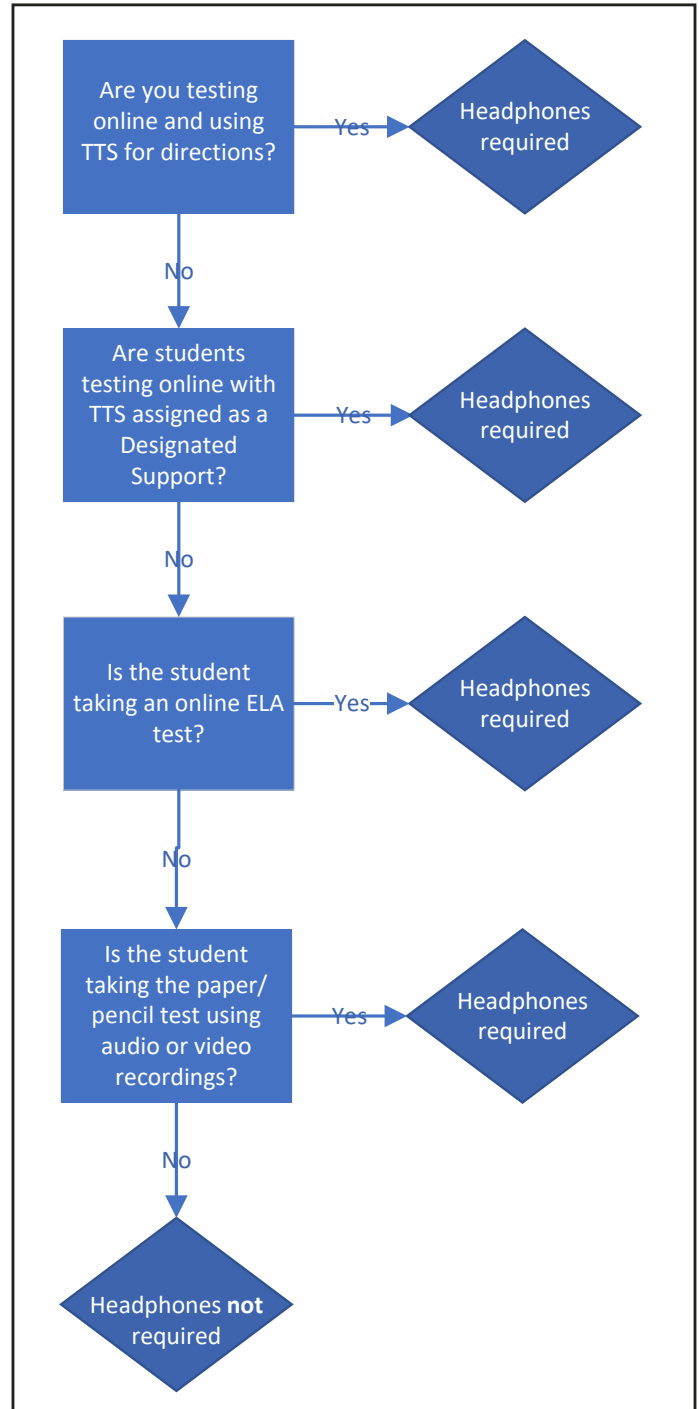 Are you testing
online and using
TTS for directions?
Yes
Headphones
required
No
Are students
testing online with
TTS assigned as a
Designated
Support?
Yes
Headphones
required
No
Is the student
taking an online ELA
test?
Yes
Headphones
required
No
Is the student
taking the paper/
pencil test using
audio or video
recordings?
Yes
Headphones
required
No
Headphones not
required